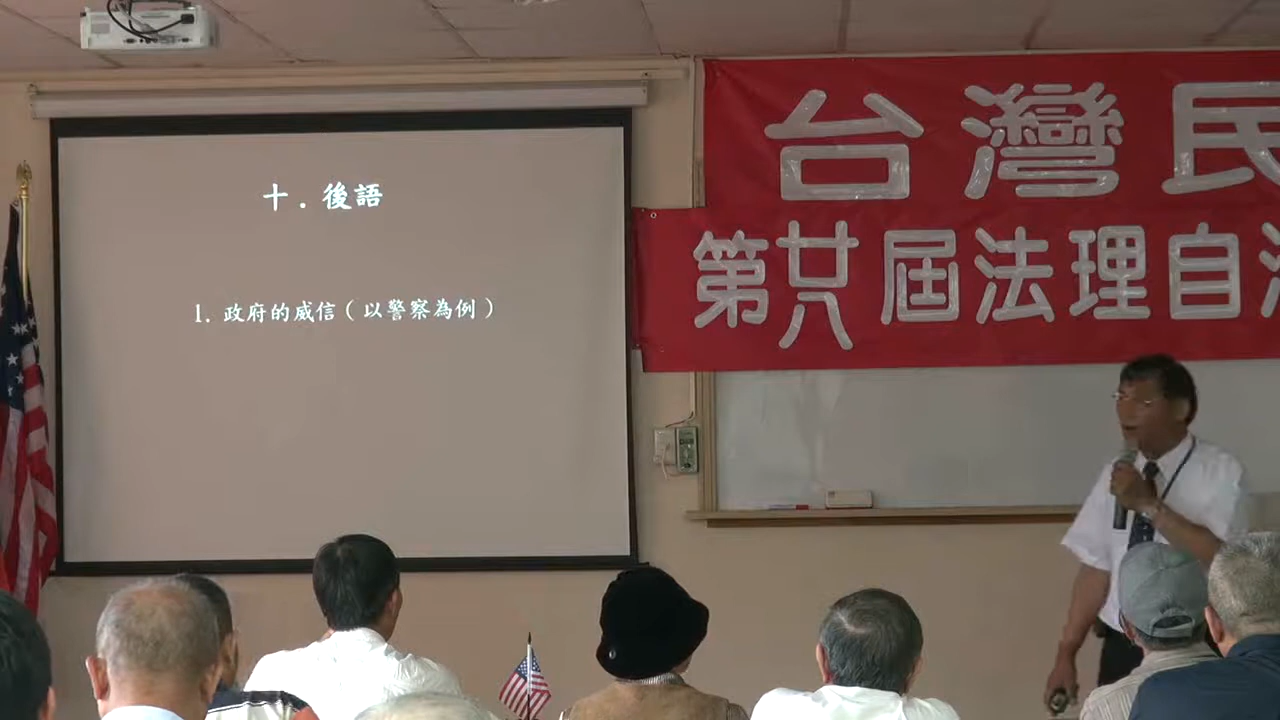 十. 後語
1. 政府的威信(以警察為例)
台灣民
第廿八屆法理自